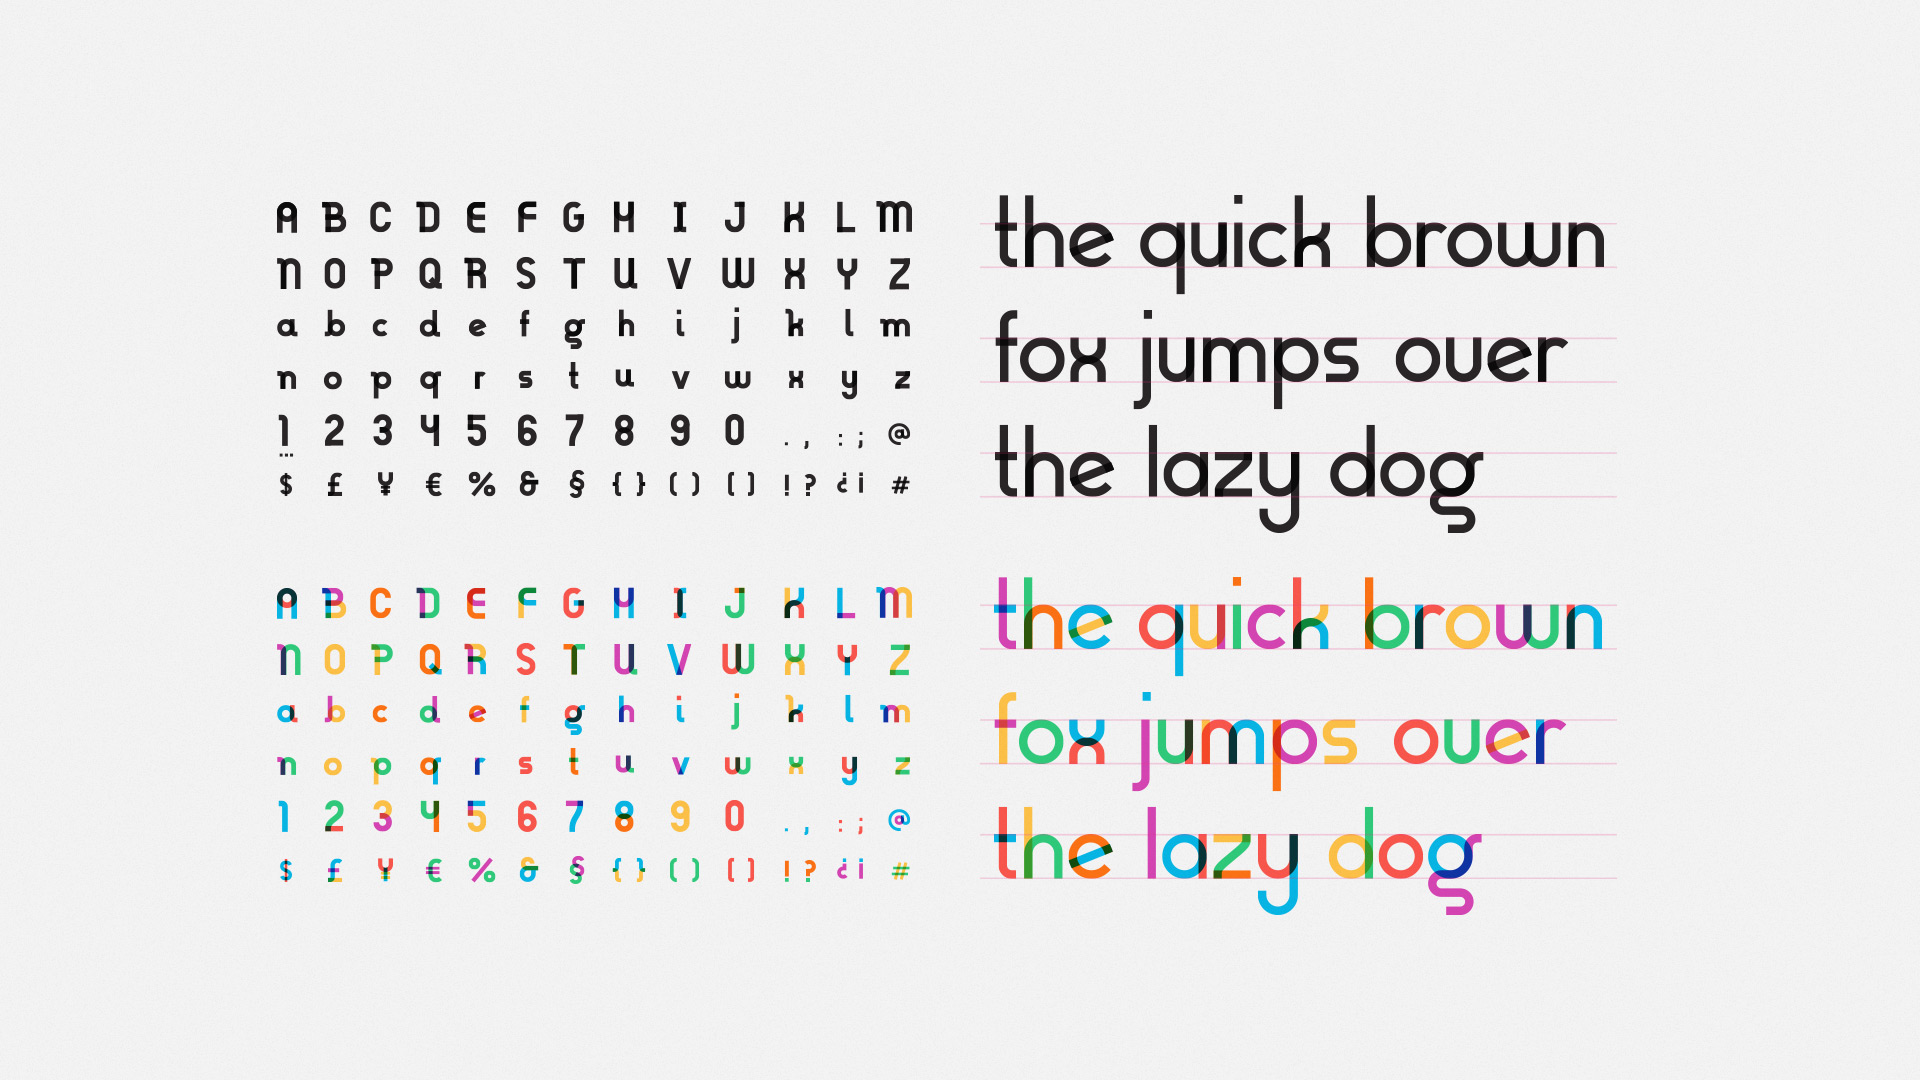 A B C D E F G H I J K L M
N O P Q R S T U V W X Y Z
a b c d e f g h i j k l m
n o p q r s t u v w x y z
1 2 3 4 5 6 7 8 9 0 . , : ; @
...
$ £ ¥ € % & § { } ( ) [ ] ! ? ¿ ¡ #
the quick brown
fox jumps over
the lazy dog
A B C D E F G H I J K L M
N O P Q R S T U V W X Y Z
a b c d e f g h i j k l m
n o p q r s t u v w x y z
1 2 3 4 5 6 7 8 9 0 . , : ; @
$ £ ¥ € % & § { } ( ) [ ] ! ? ¿ ¡ #
the quick brown
fox jumps over
the lazy dog